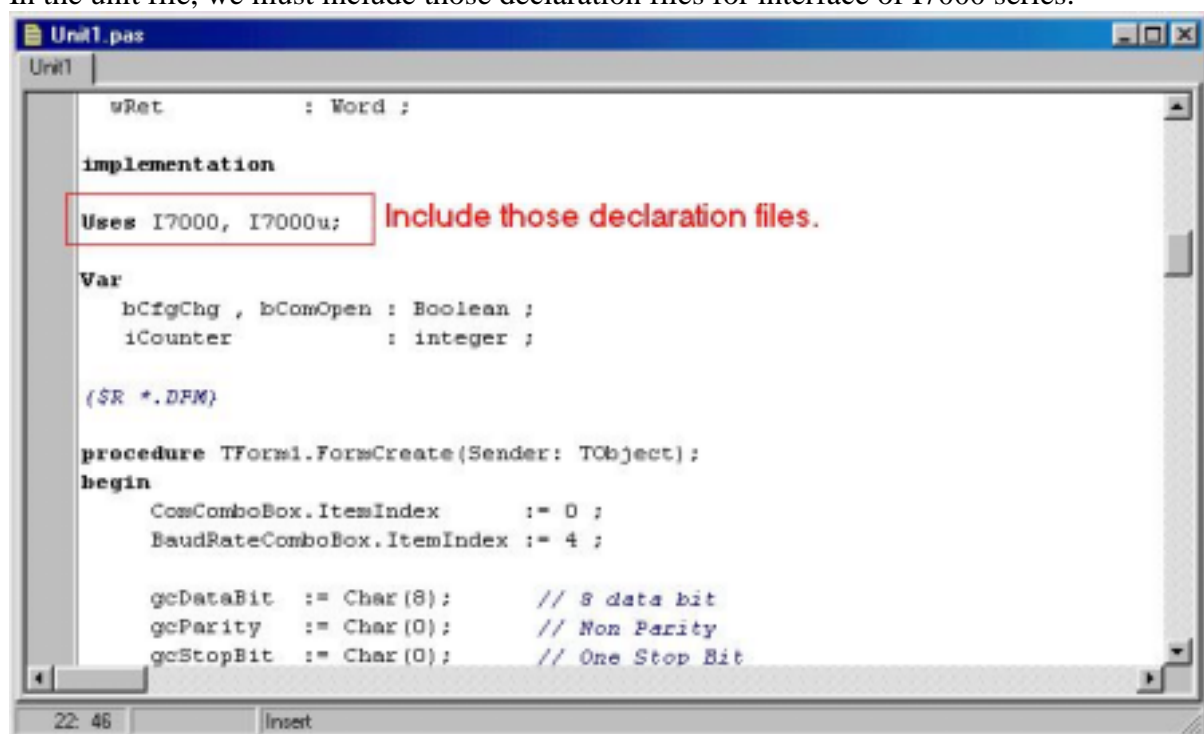 In the unit file, we must include those declaration files for interface of I7000 series.
Unit1.pas
Unit1
wRet : Word ;
implementation
Uses I7000, I7000u; Include those declaration files.
Var
bCfgChg , bComOpen : Boolean ;
iCounter : integer ;
{$R *.DFM}
procedure TForm1.FormCreate(Sender: TObject);
begin
ComComboBox.ItemIndex := 0 ;
BaudRateComboBox.ItemIndex := 4 ;
gcDataBit := Char(8); // 8 data bit
gcParity := Char(0); // Non Parity
gcStopBit := Char(0); // One Stop Bit
22: 46 Insert